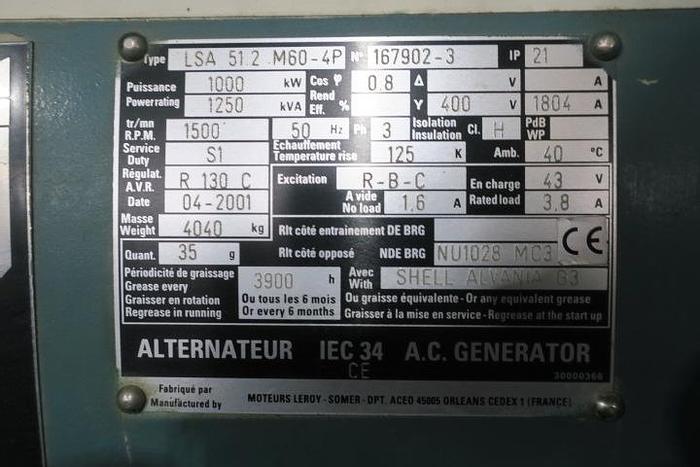 Type LSA 51.2 M60-4P N° 167902-3 IP 21
Puissance 1000 kW Cos φ 0.8 Δ V A
Powerrating 1250 kVA Rend Eff. % Y 400 V 1804 A
tr/mn R.P.M. 1500 50 Hz Ph 3 Isolation Insulation Cl. H PdB WP
Service Duty S1 Echauffement Temperature rise 125 K Amb. 40 °C
Régulat. A.V.R. R 130 C Excitation R-B-C En charge 43 V
Date 04-2001 A vide No load 1,6 A Rated load 3,8 A
Masse Weight 4040 kg Rlt côté entrainement DE BRG
Quant. 35 g Rlt côté opposé NDE BRG NU1028 MC3 CE
Périodicité de graissage Grease every 3900 h Avec With SHELL ALVANIA G3
Graisser en rotation Ou tous les 6 mois Ou graisse équivalente - Or any equivalent grease
Regrease in running Or every 6 months Graisser à la mise en service - Regrease at the start up
ALTERNATEUR IEC 34 A.C. GENERATOR
CE 30000366
Fabriqué par
Manufactured by MOTEURS LEROY - SOMER - DPT. ACEO 45005 ORLEANS CEDEX 1 (FRANCE)